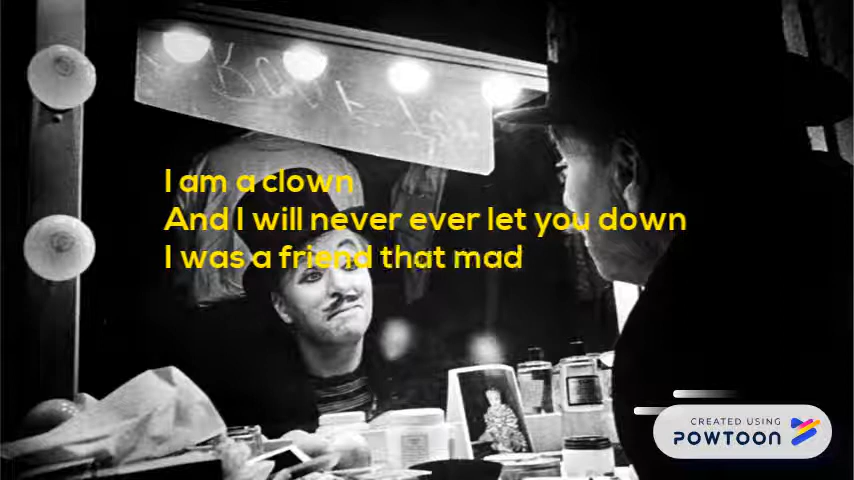 I am a clown
And I will never ever let you down
I was a friend that mad
CREATED USING
POWTOON